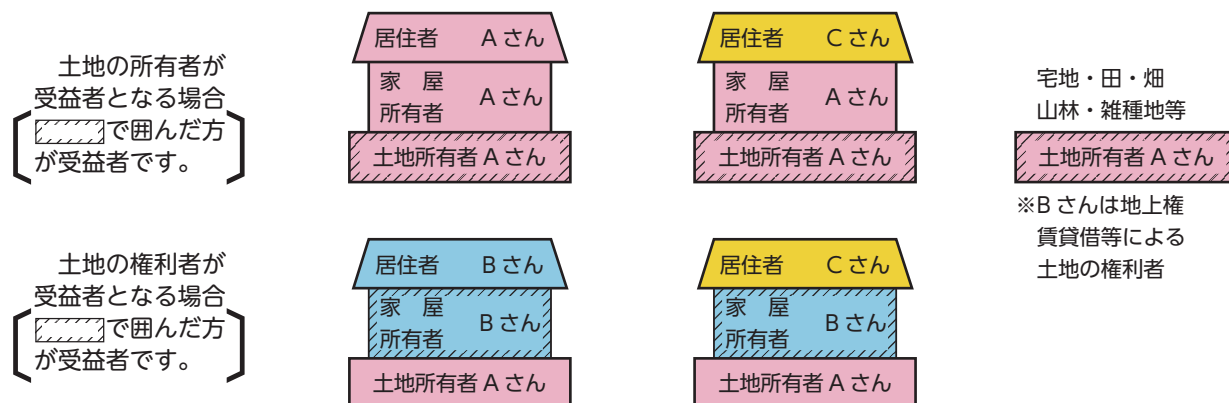 土地の所有者が
受益者となる場合
で囲んだ方
が受益者です。
居住者 Aさん
家 屋
所有者
Aさん
土地所有者Aさん
居住者 Cさん
家 屋
所有者
Aさん
土地所有者Aさん
宅地・田・畑
山林・雑種地等
土地所有者Aさん
※Bさんは地上権
賃貸借等による
土地の権利者
土地の権利者が
受益者となる場合
で囲んだ方
が受益者です。
居住者 Bさん
家 屋
所有者
Bさん
土地所有者Aさん
居住者 Cさん
家 屋
所有者
Bさん
土地所有者Aさん